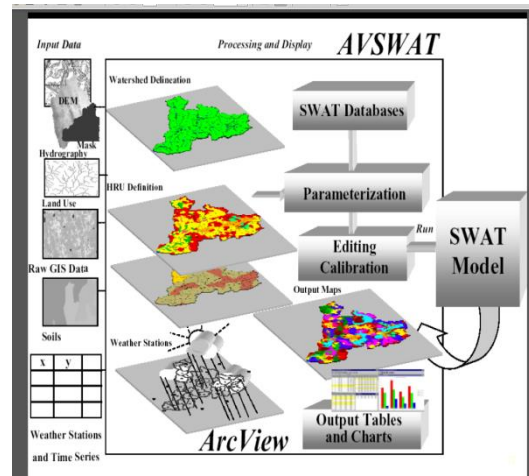 Input Data
Processing and Display
AVSWAT
DEM
Mask
Watershed Delineation
SWAT Databases
Hydrography
HRU Definition
Parameterization
Land Use
Editing
Calibration
Run
SWAT
Model
Raw GIS Data
Output Maps
Soils
Weather Stations
x y
Weather Stations
and Time Series
ArcView
Output Tables
and Charts